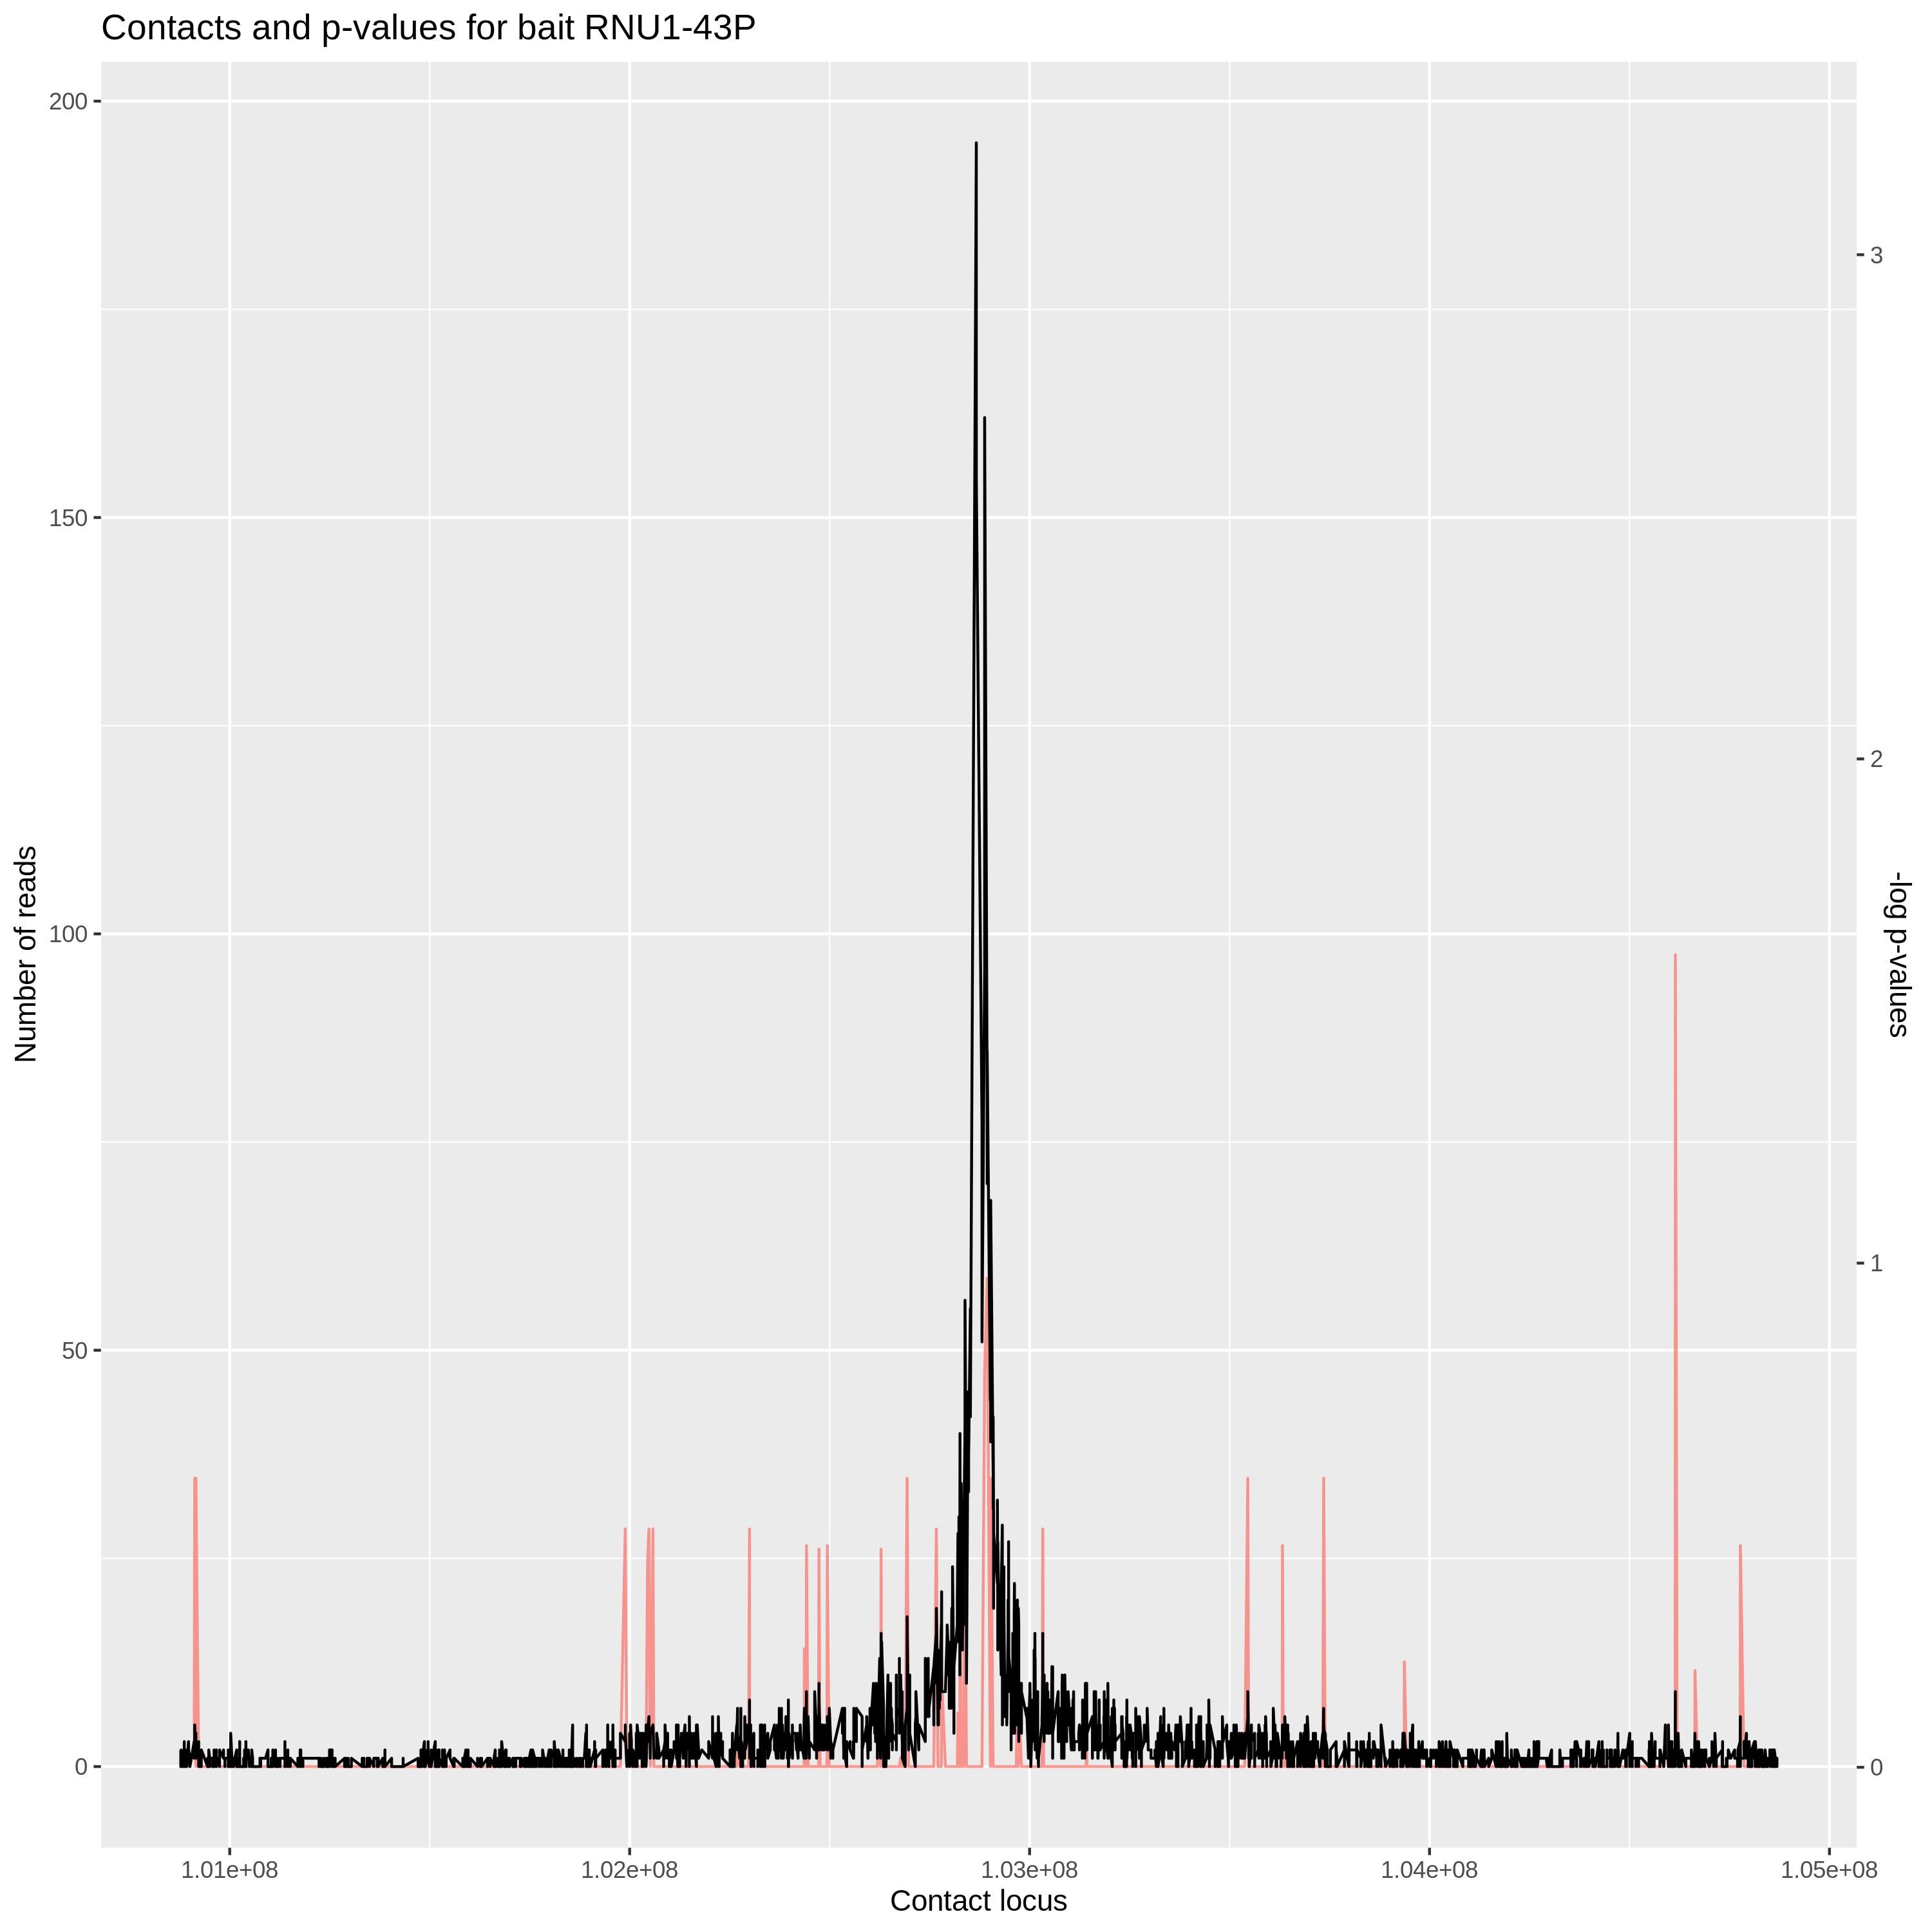 Contacts and p-values for bait RNU1-43P
200
150
100
50
0
Number of reads
3
2
1
0
-log p-values
1.01e+08
1.02e+08
1.03e+08
1.04e+08
1.05e+08
Contact locus